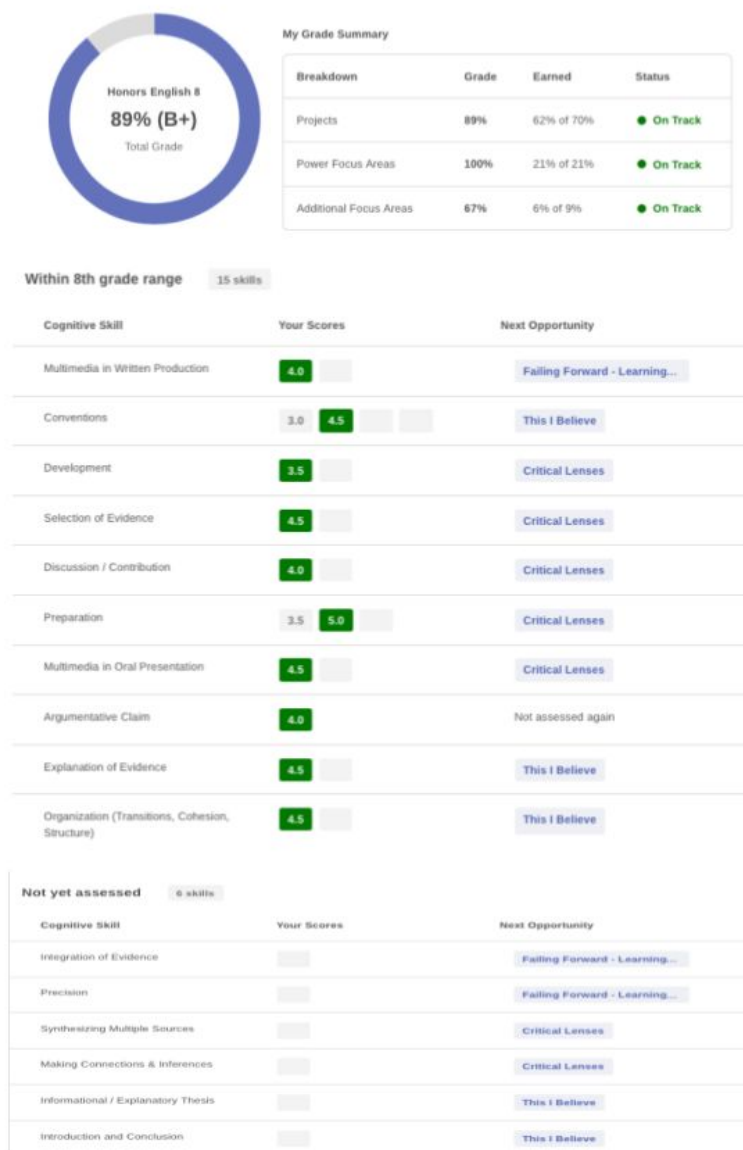 My Grade Summary
Honors English 8
89% (B+)
Total Grade
Breakdown Grade Earned Status
Projects 89% 62% of 70% On Track
Power Focus Areas 100% 21% of 21% On Track
Additional Focus Areas 67% 6% of 9% On Track
Within 8th grade range 15 skills
Cognitive Skill Your Scores Next Opportunity
Multimedia in Written Production 4.0 Failing Forward - Learning...
Conventions 3.0 4.5 This I Believe
Development 3.5 Critical Lenses
Selection of Evidence 4.5 Critical Lenses
Discussion / Contribution 4.0 Critical Lenses
Preparation 3.5 5.0 Critical Lenses
Multimedia in Oral Presentation 4.5 Critical Lenses
Argumentative Claim 4.0 Not assessed again
Explanation of Evidence 4.5 This I Believe
Organization (Transitions, Cohesion,
Structure) 4.5 This I Believe
Not yet assessed 6 skills
Cognitive Skill Your Scores Next Opportunity
Integration of Evidence Failing Forward - Learning...
Precision Failing Forward - Learning...
Synthesizing Multiple Sources Critical Lenses
Making Connections & Inferences Critical Lenses
Informational / Explanatory Thesis This I Believe
Introduction and Conclusion This I Believe